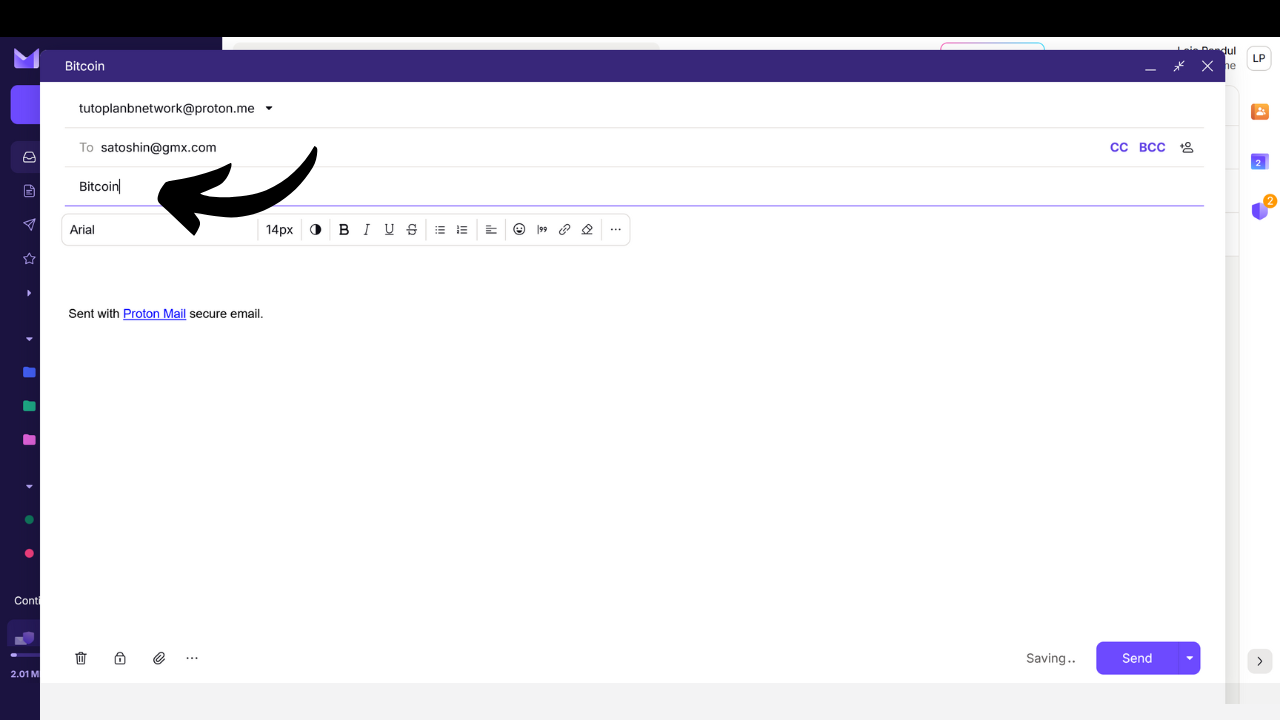 Bitcoin
LP
tutoplanbnetwork@proton.me
To satoshin@gmx.com
CC BCC
Bitcoin
2
2
Arial
14px
B I U S
Sent with Proton Mail secure email.
Conti
2.01 M
Saving..
Send